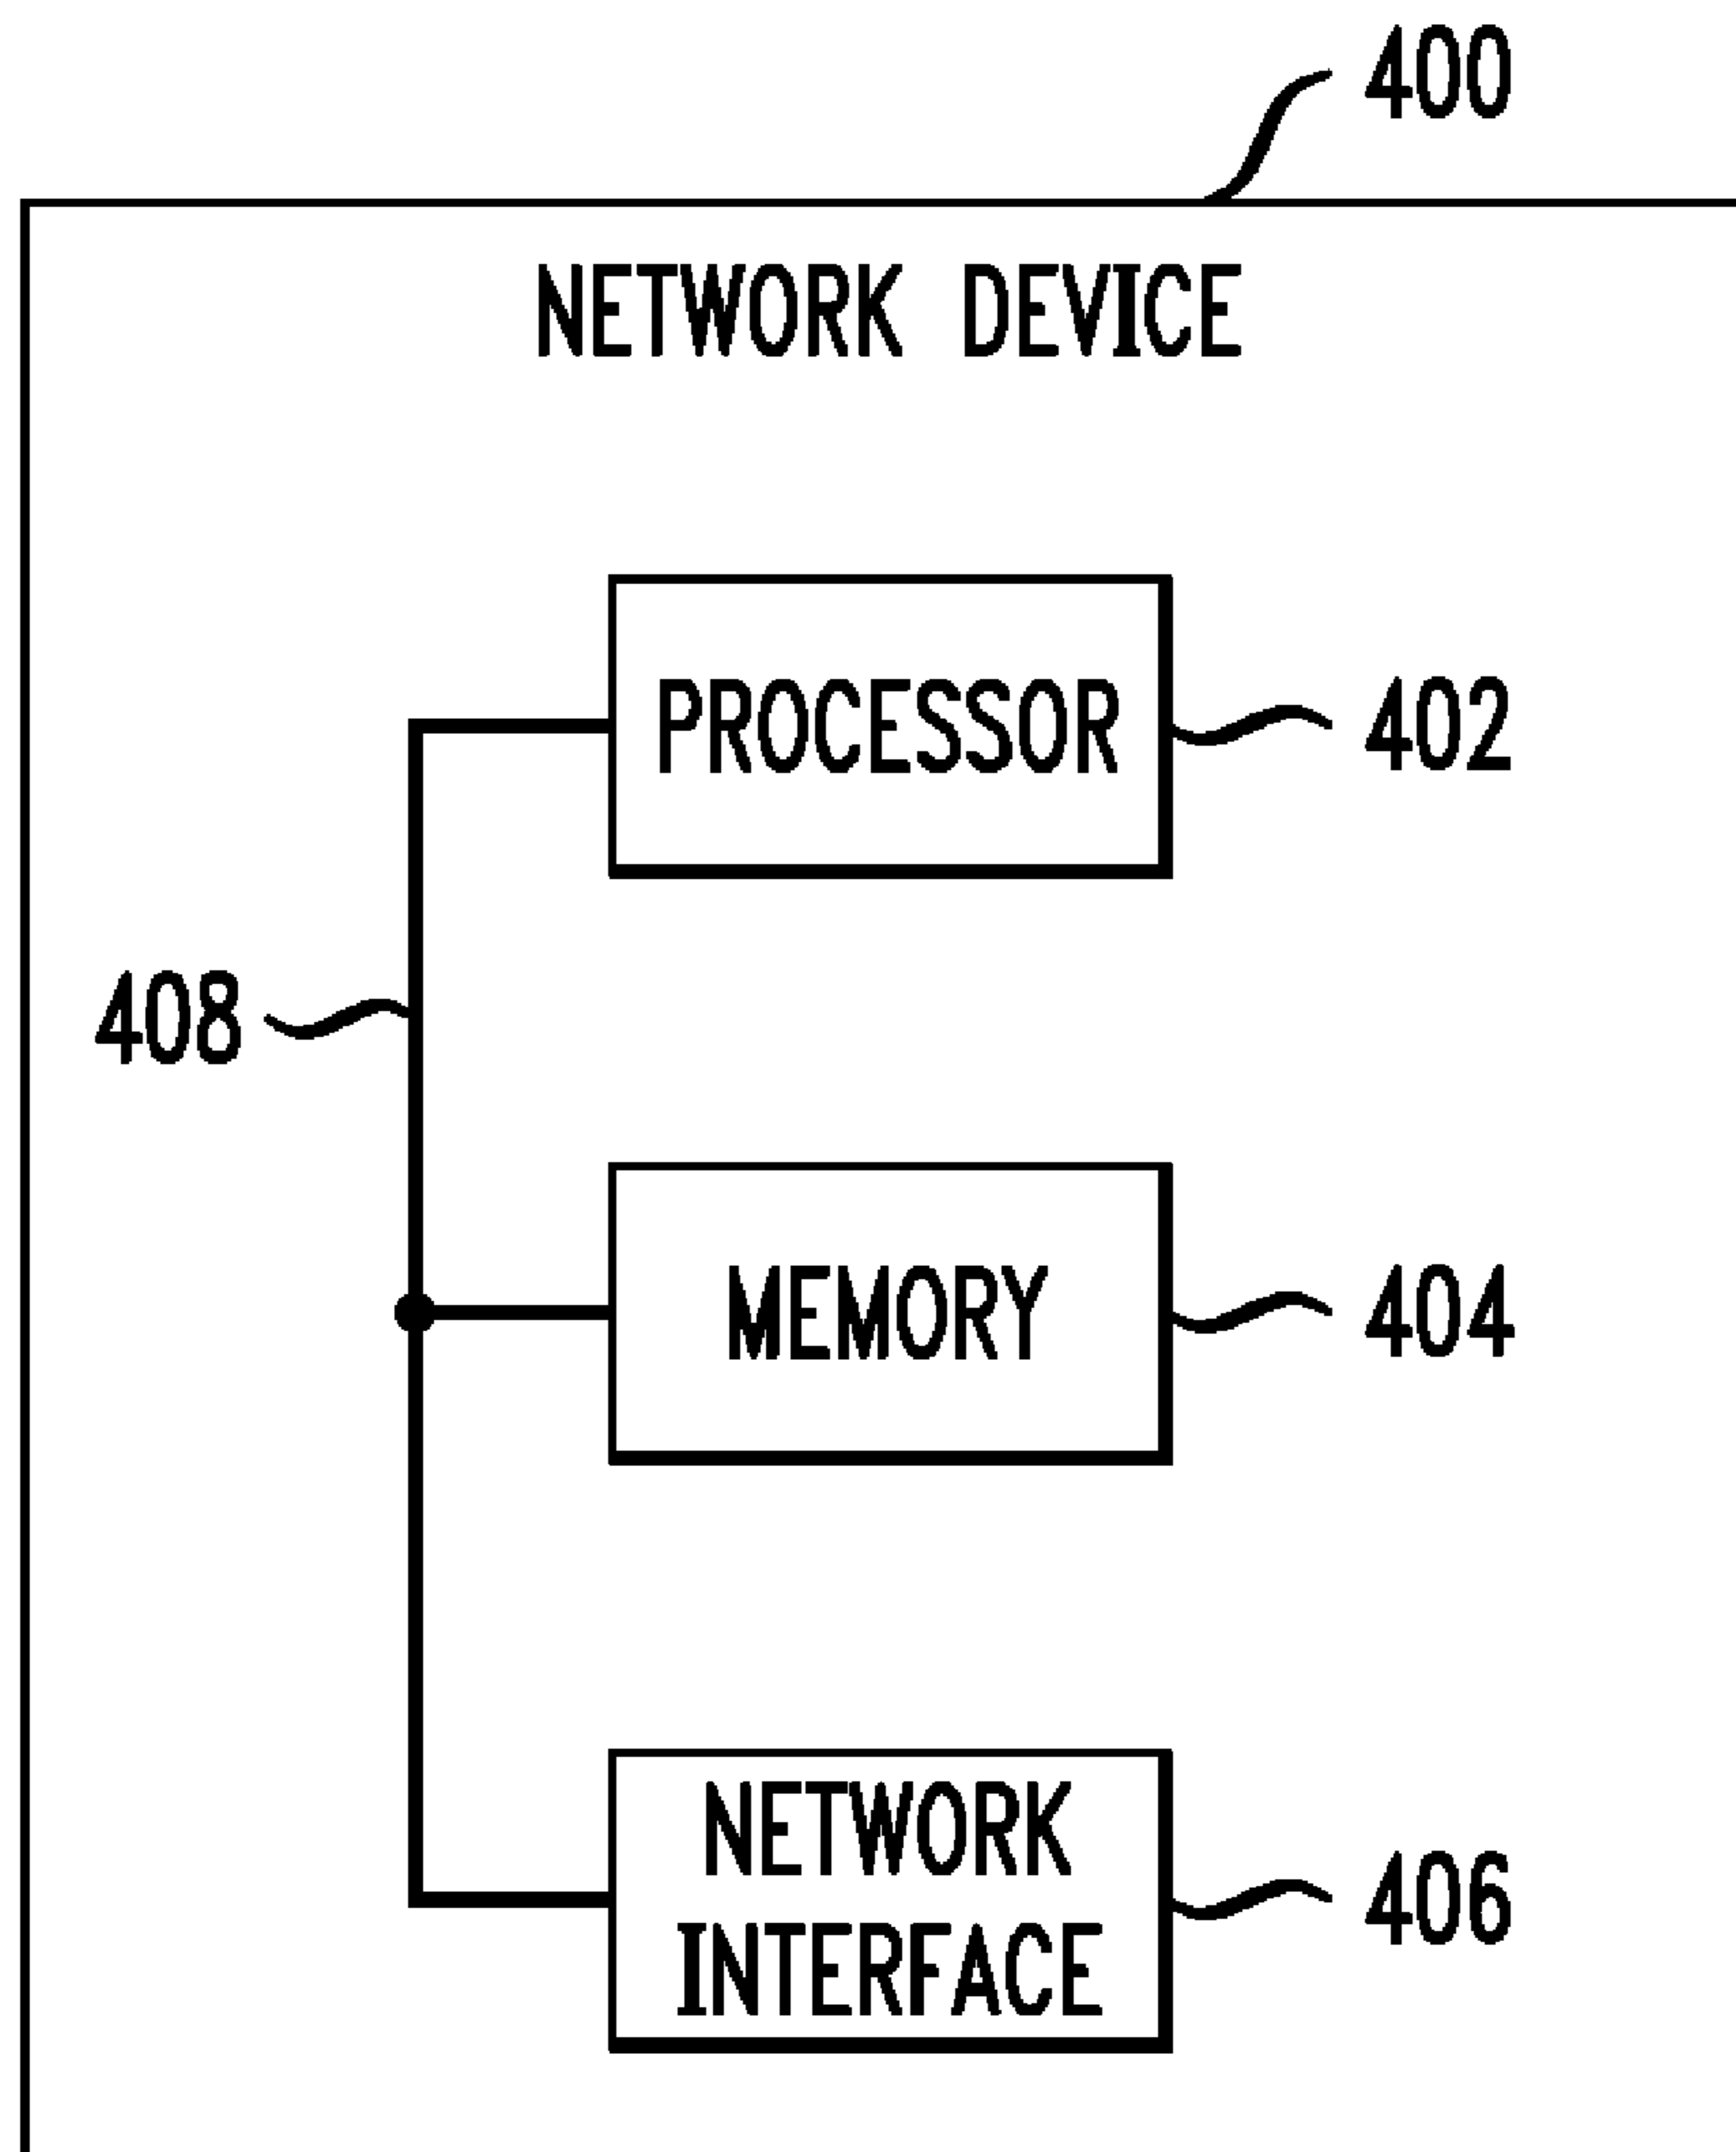 400
NETWORK DEVICE
PROCESSOR
402
408
MEMORY
404
NETWORK
INTERFACE
406